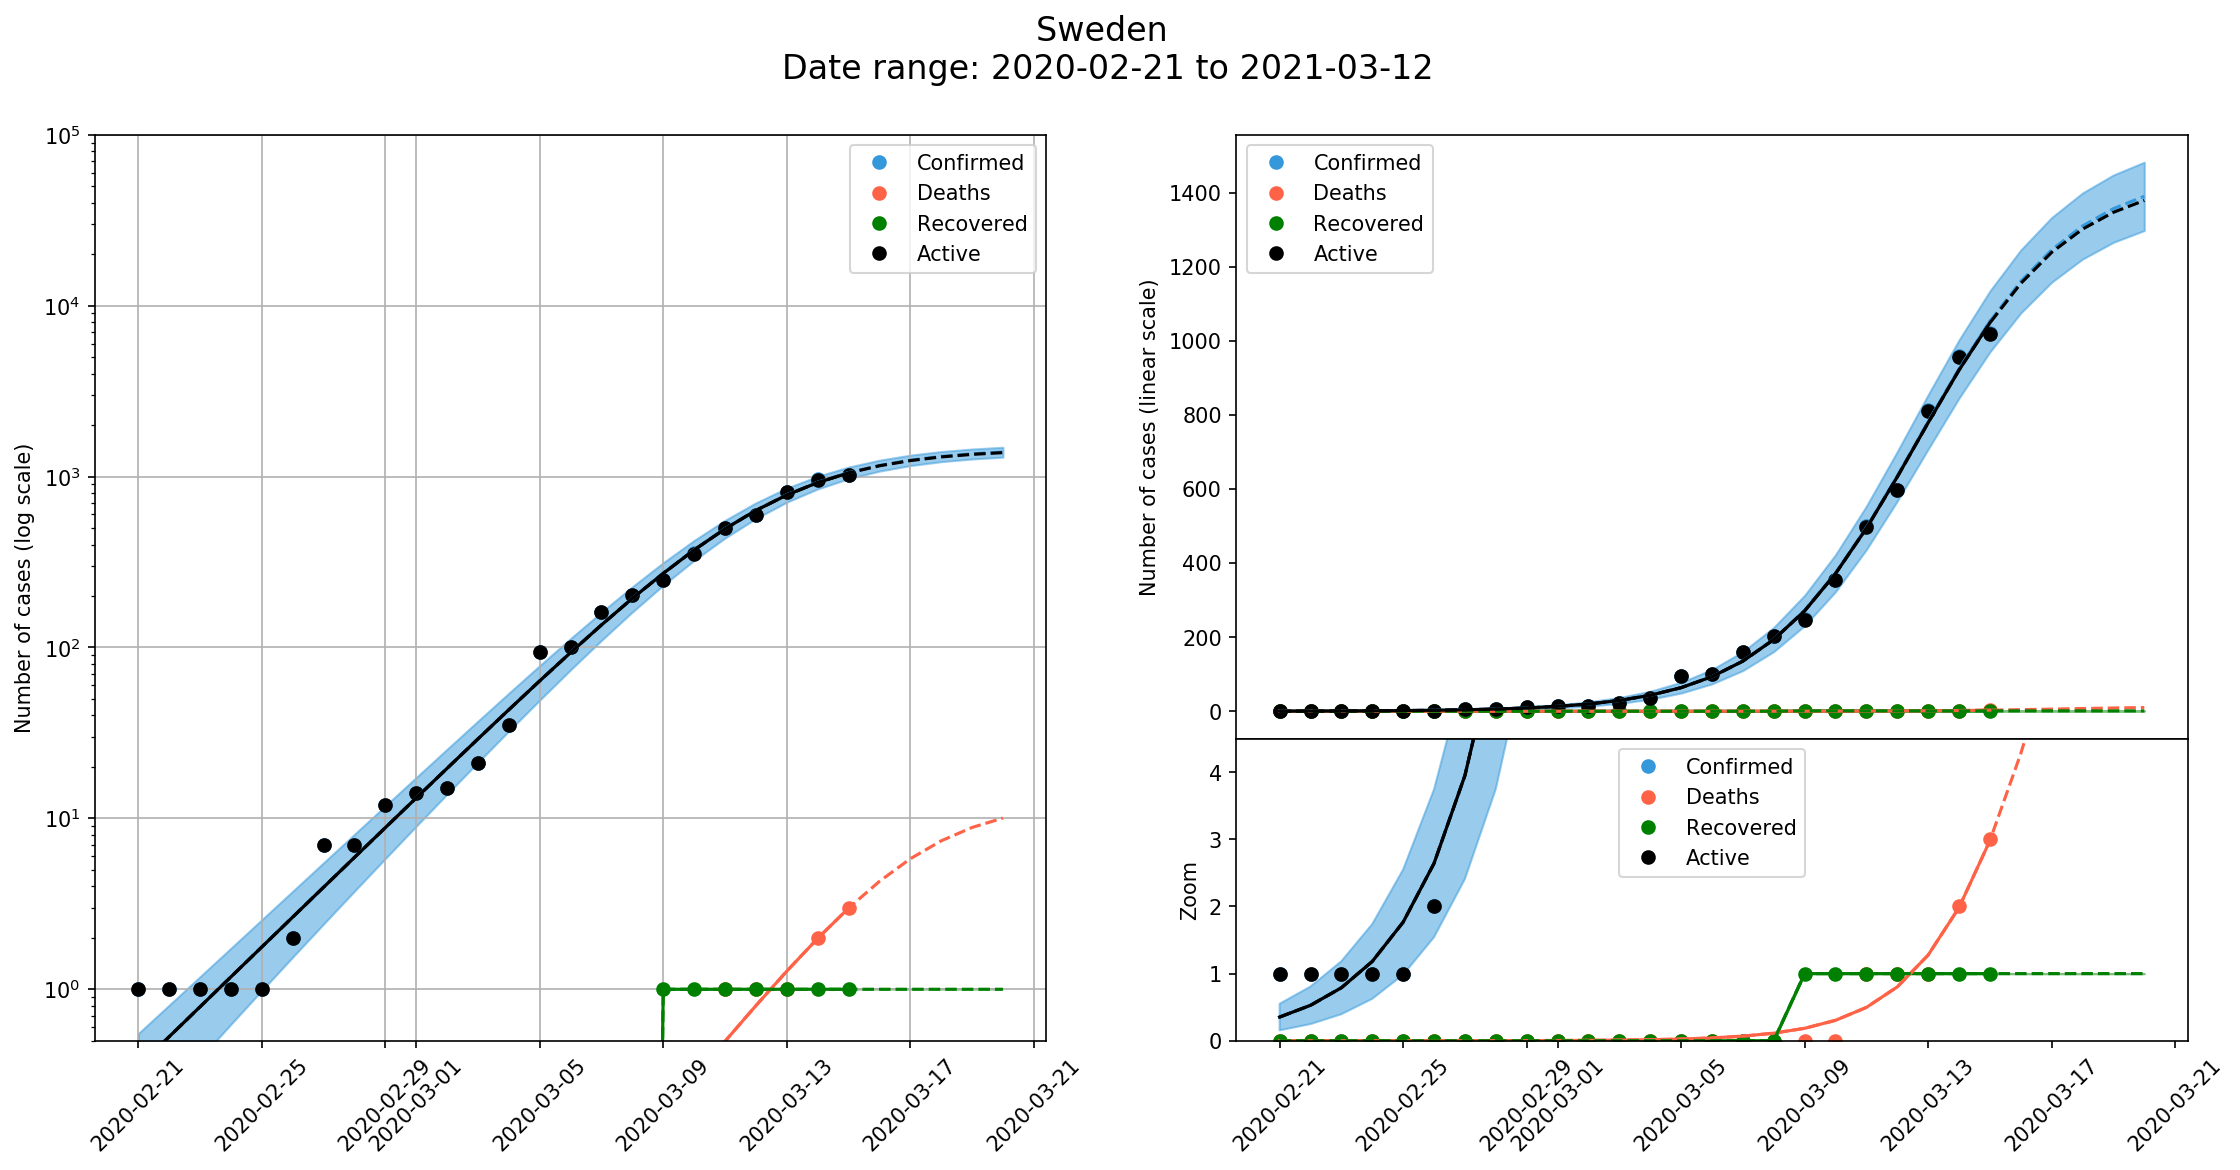 Sweden
Date range: 2020-02-21 to 2021-03-12
Number of cases (log scale)
10^5
10^4
10^3
10^2
10^1
10^0
Confirmed
Deaths
Recovered
Active
2020-02-21
2020-02-25
2020-02-29
2020-03-01
2020-03-05
2020-03-09
2020-03-13
2020-03-17
2020-03-21
Number of cases (linear scale)
1400
1200
1000
800
600
400
200
0
Confirmed
Deaths
Recovered
Active
Zoom
4
3
2
1
0
Confirmed
Deaths
Recovered
Active
2020-02-21
2020-02-25
2020-02-29
2020-03-01
2020-03-05
2020-03-09
2020-03-13
2020-03-17
2020-03-21